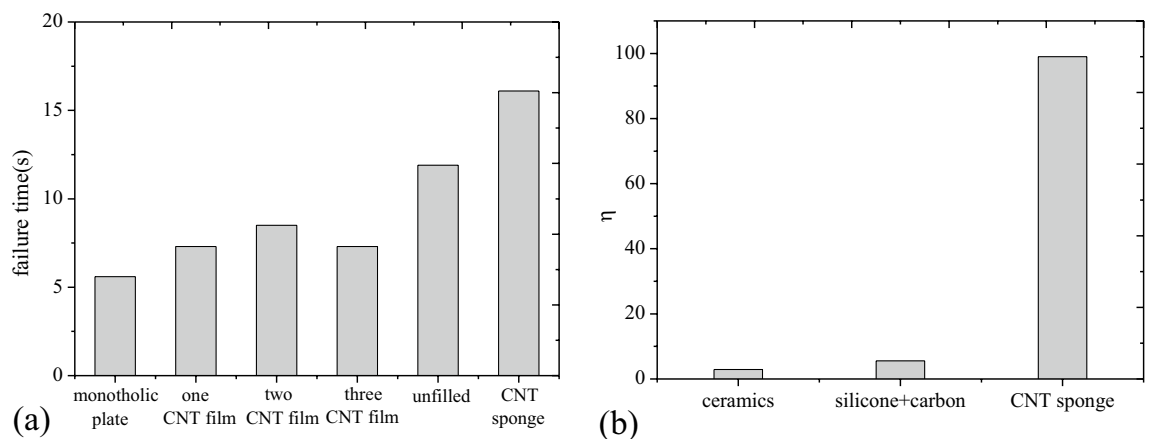 20
15
10
5
0
failure time(s)
monotholic
plate
one
CNT film
two
CNT film
three
CNT film
unfilled
CNT
sponge
(a)
100
80
60
40
20
0
η
ceramics
silicone+carbon
CNT sponge
(b)